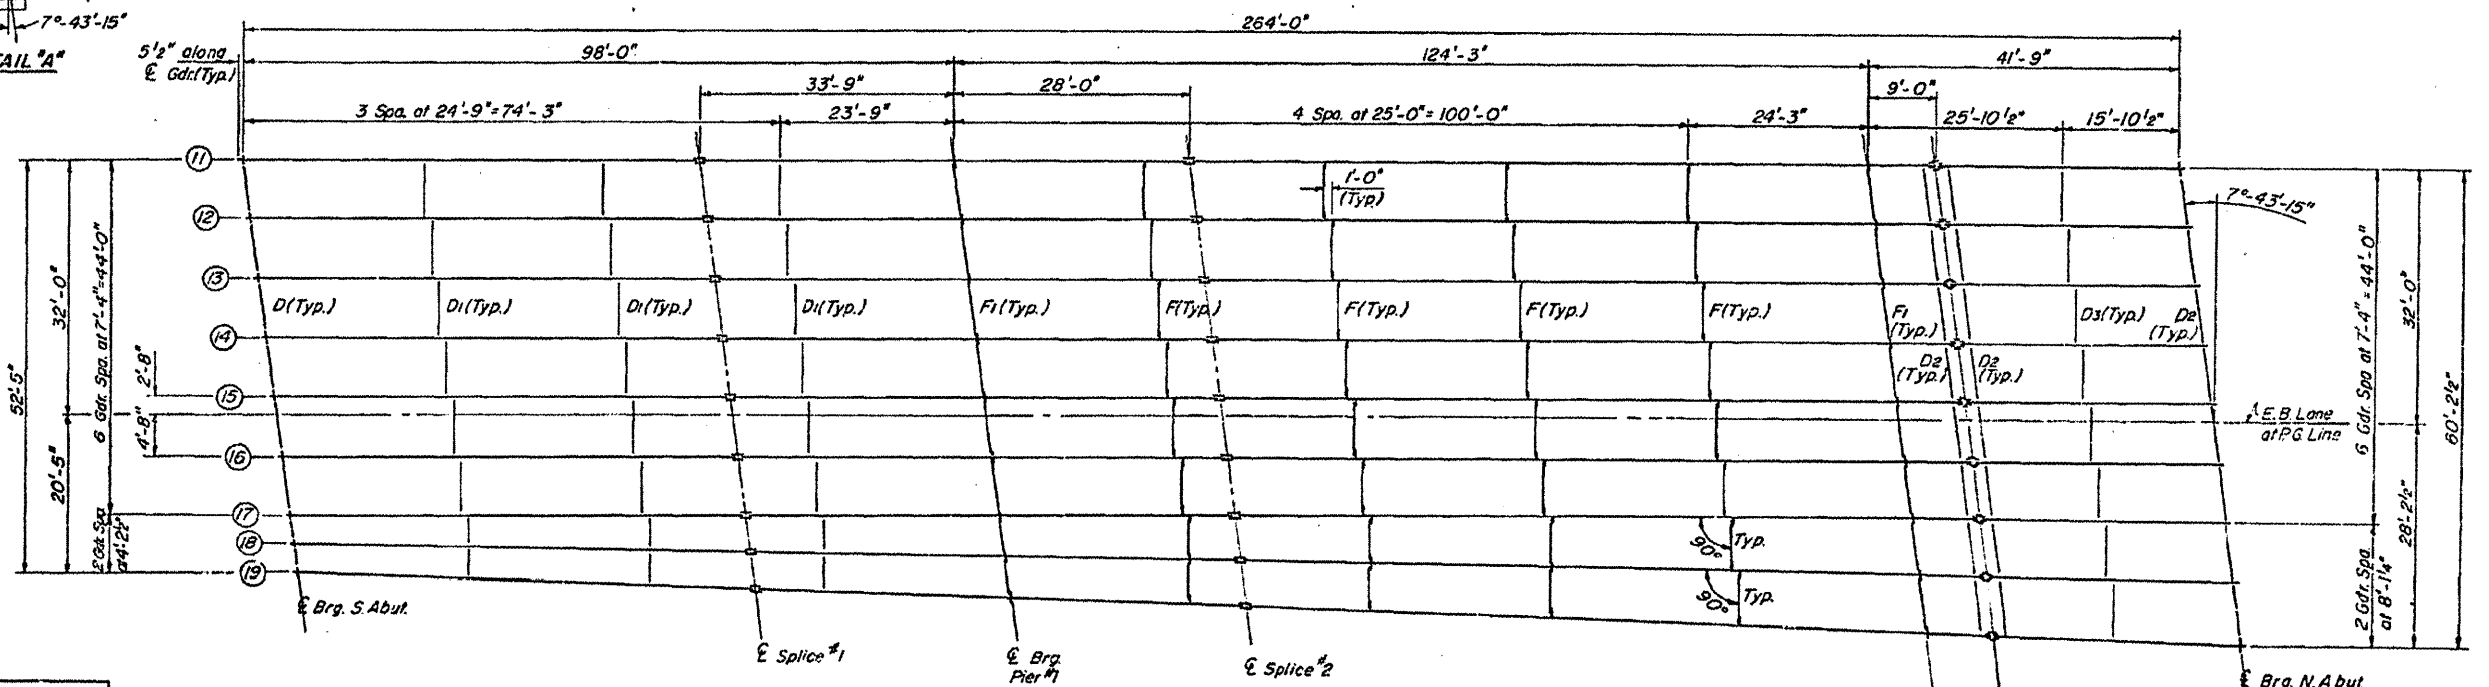 7°-43'-15"
TAIL "A"
264'-0"
5½" along
℄ Gdr. (Typ.)
98'-0"
124'-3"
41'-9"
33'-9"
28'-0"
9'-0"
3 Spa. at 24'-9" = 74'-3"
23'-9"
4 Spa. at 25'-0" = 100'-0"
24'-3"
25'-10½"
15'-10½"
11
12
13
14
15
16
17
18
19
1'-0"
(Typ.)
7°-43'-15"
52'-5"
32'-0"
20'-5"
6 Gdr. Spa. at 7'-4" = 44'-0"
2 Gdr. Spa.
at 4'-2½"
2'-8"
4'-8"
D (Typ.)
D1 (Typ.)
D1 (Typ.)
D1 (Typ.)
F1 (Typ.)
F (Typ.)
F (Typ.)
F (Typ.)
F (Typ.)
F1
(Typ.)
D3 (Typ.)
D2
(Typ.)
D2
(Typ.)
D2
(Typ.)
E.B. Lane
at P.G. Line
6 Gdr. Spa at 7'-4" = 44'-0"
32'-0"
60'-2½"
28'-2½"
2 Gdr. Spa.
at 8'-1¼"
90° Typ.
90° Typ.
℄ Brg. S. Abut.
℄ Splice #1
℄ Brg.
Pier #1
℄ Splice #2
℄ Brg. N. Abut